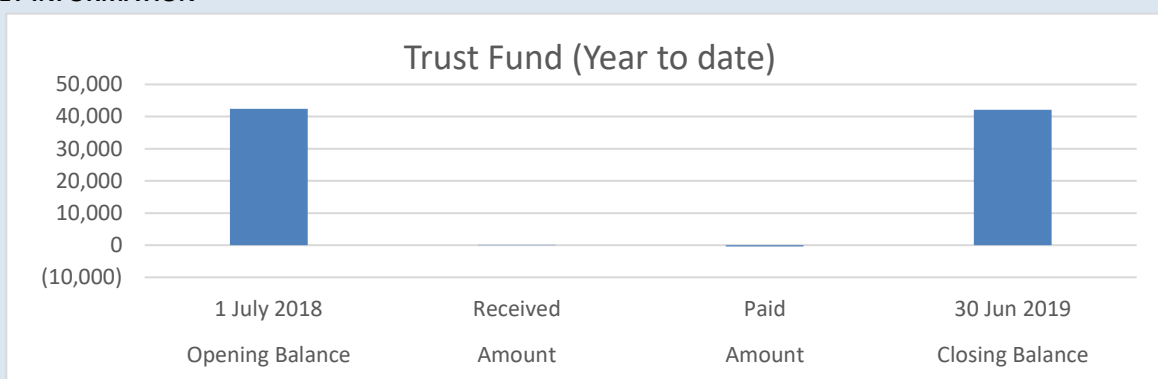 INFORMATION
Trust Fund (Year to date)
50,000
40,000
30,000
20,000
10,000
0
(10,000)
1 July 2018 Received Paid 30 Jun 2019
Opening Balance Amount Amount Closing Balance